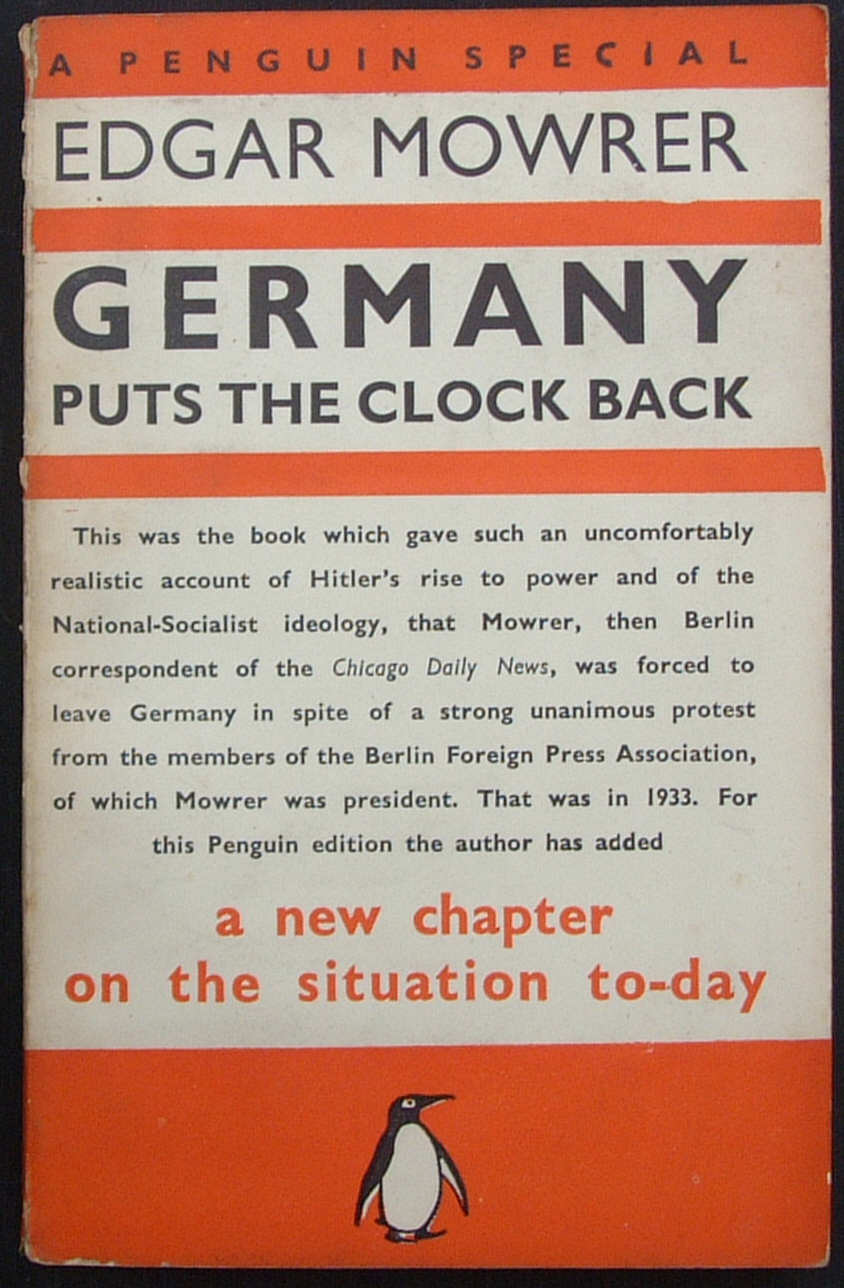 A PENGUIN SPECIAL
EDGAR MOWRER
GERMANY
PUTS THE CLOCK BACK
This was the book which gave such an uncomfortably
realistic account of Hitler's rise to power and of the
National-Socialist ideology, that Mowrer, then Berlin
correspondent of the Chicago Daily News, was forced to
leave Germany in spite of a strong unanimous protest
from the members of the Berlin Foreign Press Association,
of which Mowrer was president. That was in 1933. For
this Penguin edition the author has added
a new chapter
on the situation to-day